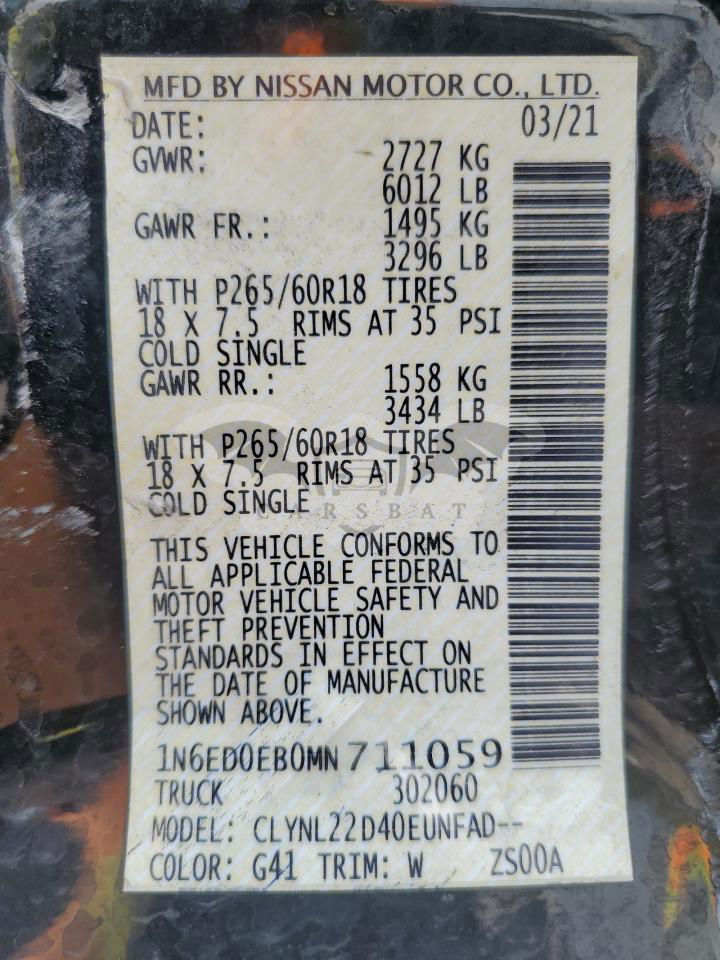 MFD BY NISSAN MOTOR CO., LTD.
DATE: 03/21
GVWR: 2727 KG
6012 LB
GAWR FR.: 1495 KG
3296 LB
WITH P265/60R18 TIRES
18 X 7.5 RIMS AT 35 PSI
COLD SINGLE
GAWR RR.: 1558 KG
3434 LB
WITH P265/60R18 TIRES
18 X 7.5 RIMS AT 35 PSI
COLD SINGLE
CARSBAT
THIS VEHICLE CONFORMS TO
ALL APPLICABLE FEDERAL
MOTOR VEHICLE SAFETY AND
THEFT PREVENTION
STANDARDS IN EFFECT ON
THE DATE OF MANUFACTURE
SHOWN ABOVE.
1N6ED0EB0MN 711059
TRUCK 302060
MODEL: CLYNL22D40EUNFAD--
COLOR: G41 TRIM: W ZS00A